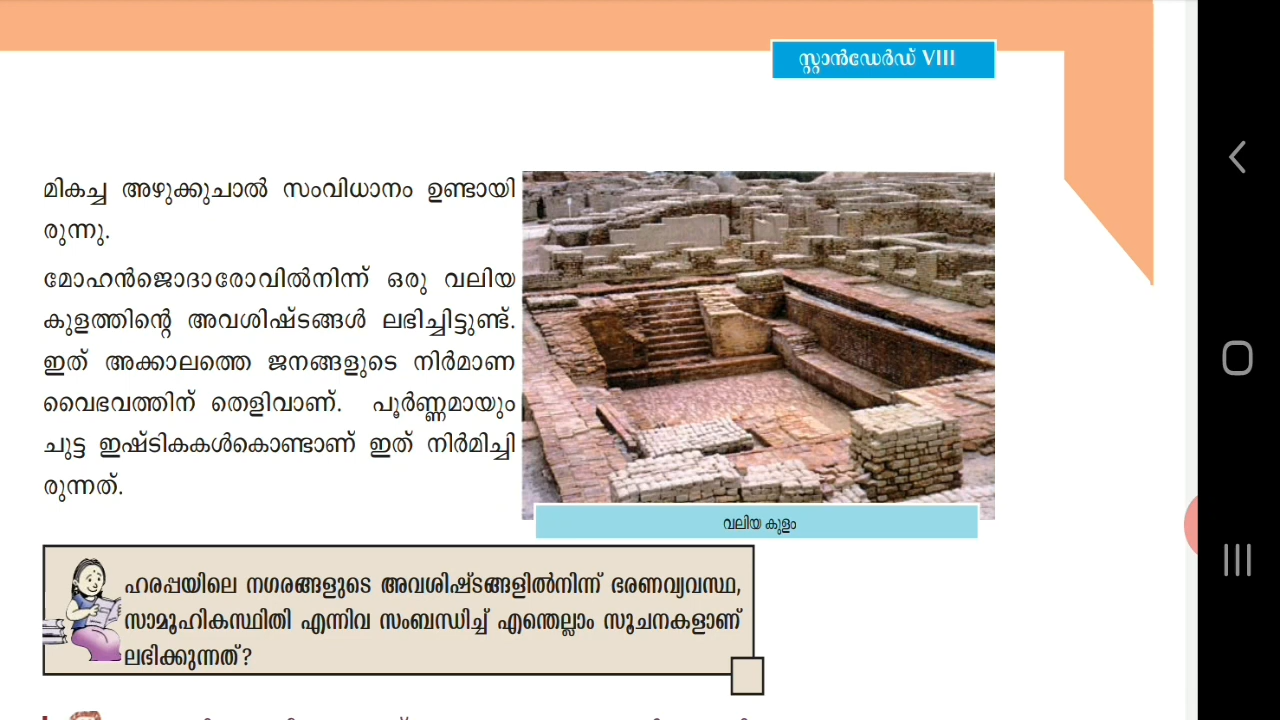 സ്റ്റാൻഡേർഡ് VIII
മികച്ച അഴുക്കുചാൽ സംവിധാനം ഉണ്ടായി
രുന്നു.
മോഹൻജൊദാരോവിൽനിന്ന് ഒരു വലിയ
കുളത്തിന്റെ അവശിഷ്ടങ്ങൾ ലഭിച്ചിട്ടുണ്ട്.
ഇത് അക്കാലത്തെ ജനങ്ങളുടെ നിർമാണ
വൈഭവത്തിന് തെളിവാണ്. പൂർണ്ണമായും
ചുട്ട ഇഷ്ടികകൾകൊണ്ടാണ് ഇത് നിർമിച്ചി
രുന്നത്.
വലിയ കുളം
ഹരപ്പയിലെ നഗരങ്ങളുടെ അവശിഷ്ടങ്ങളിൽനിന്ന് ഭരണവ്യവസ്ഥ,
സാമൂഹികസ്ഥിതി എന്നിവ സംബന്ധിച്ച് എന്തെല്ലാം സൂചനകളാണ്
ലഭിക്കുന്നത്?